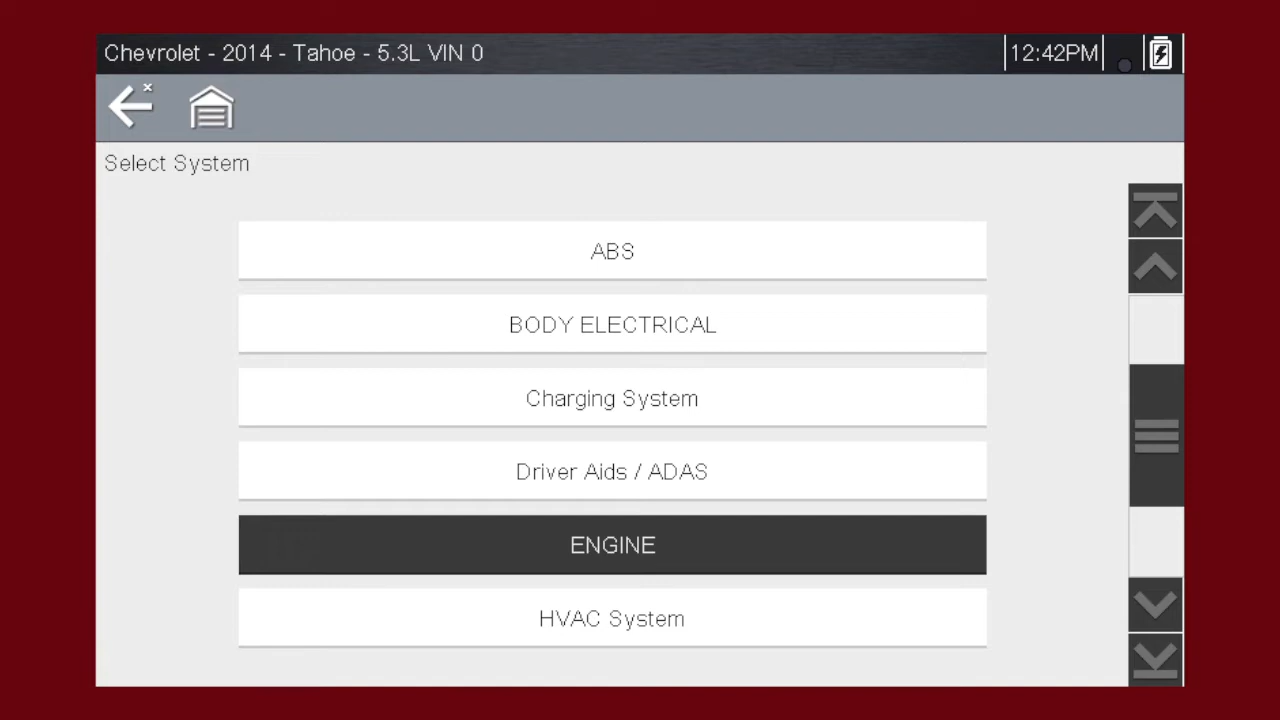 Chevrolet - 2014 - Tahoe - 5.3L VIN 0
12:42PM
Select System
ABS
BODY ELECTRICAL
Charging System
Driver Aids / ADAS
ENGINE
HVAC System